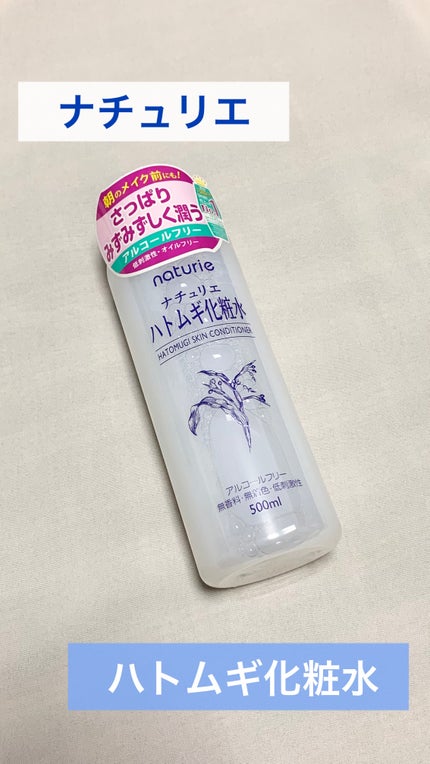 ナチュリエ
朝のメイク前にも!
さっぱり
みずみずしく潤う
アルコールフリー
低刺激性・オイルフリー
naturie
ナチュリエ
ハトムギ化粧水
HATOMUGI SKIN CONDITIONER
アルコールフリー
無香料・無着色・低刺激性
500ml
ハトムギ化粧水